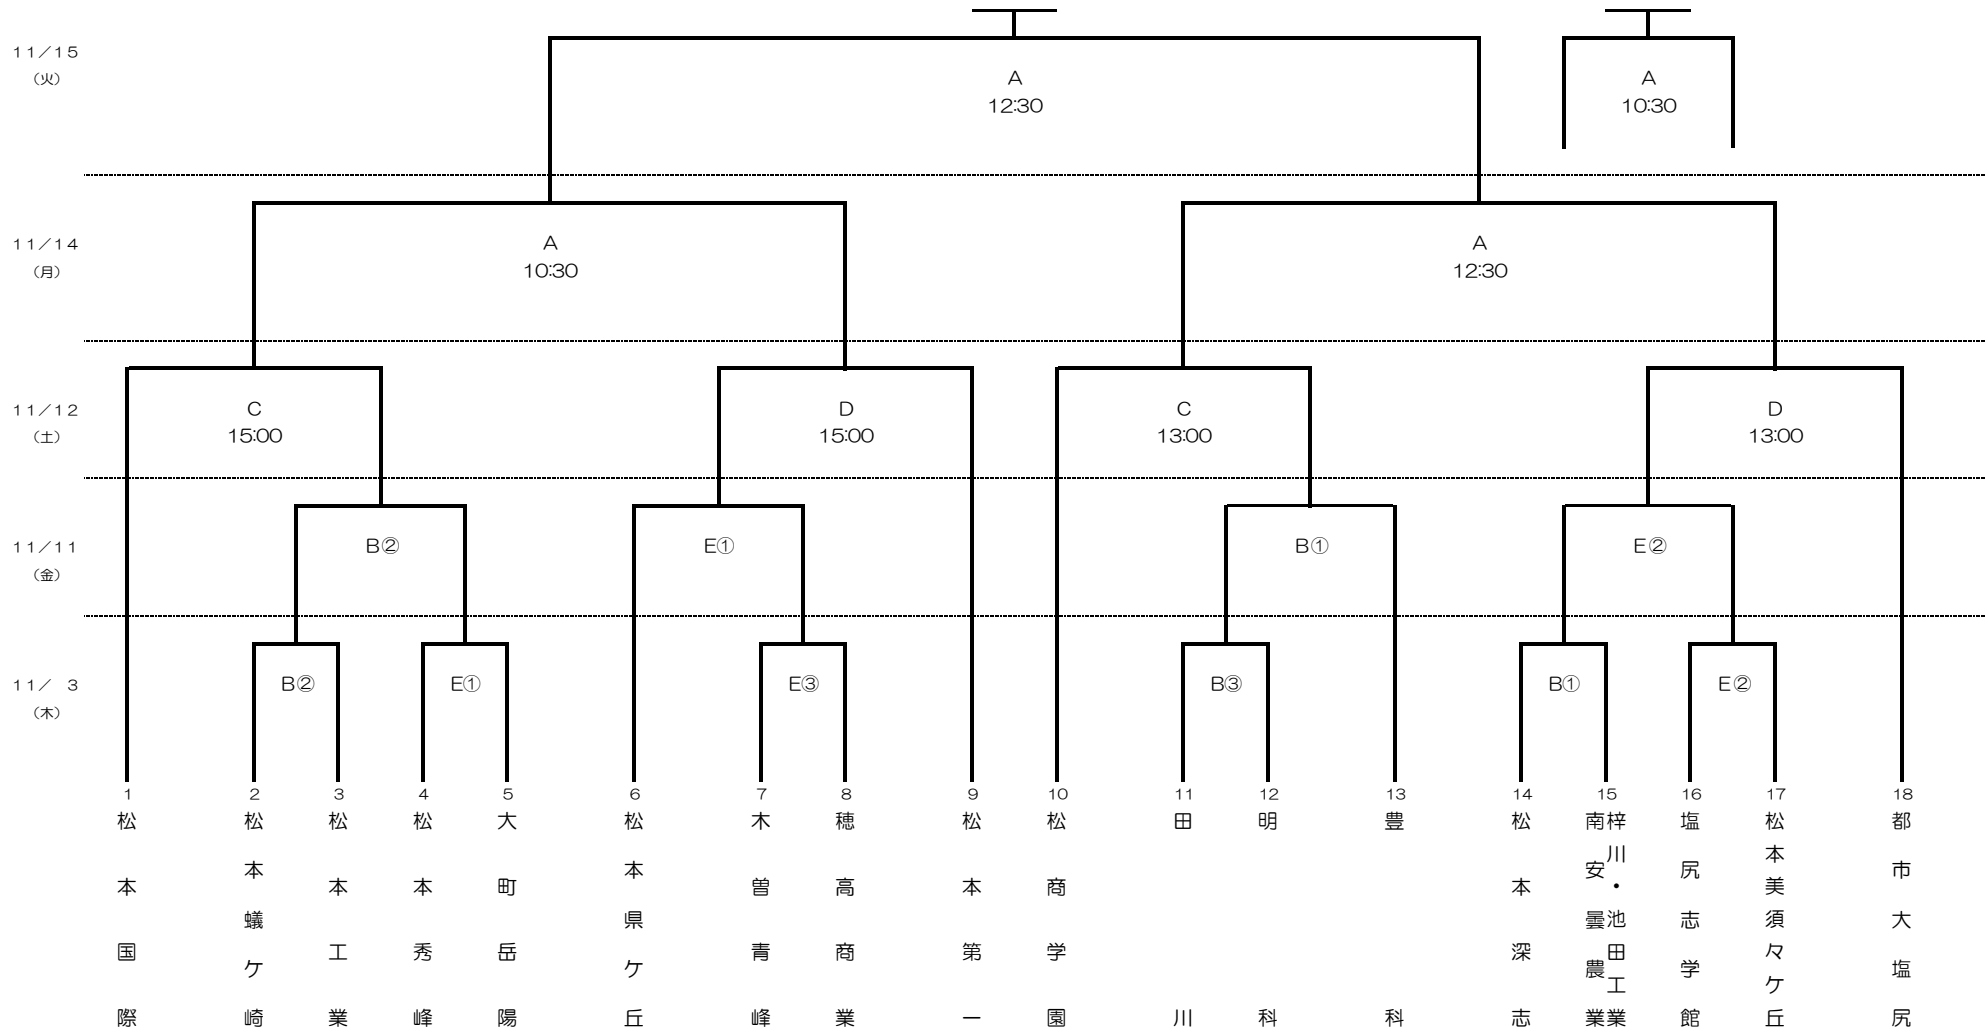 11/15
(火)
A
12:30
A
10:30
11/14
(月)
A
10:30
A
12:30
11/12
(土)
C
15:00
D
15:00
C
13:00
D
13:00
11/11
(金)
B②
E①
B①
E②
11/ 3
(木)
B②
E①
E③
B③
B①
E②
1
松本国際
2
松本蟻ケ崎
3
松本工業
4
松本秀峰
5
大町岳陽
6
松本県ケ丘
7
木曽青峰
8
穂高商業
9
松本第一
10
松商学園
11
田川
12
明科
13
豊科
14
松本深志
15
梓川・池田工業
南安曇農業
16
塩尻志学館
17
松本美須々ケ丘
18
都市大塩尻